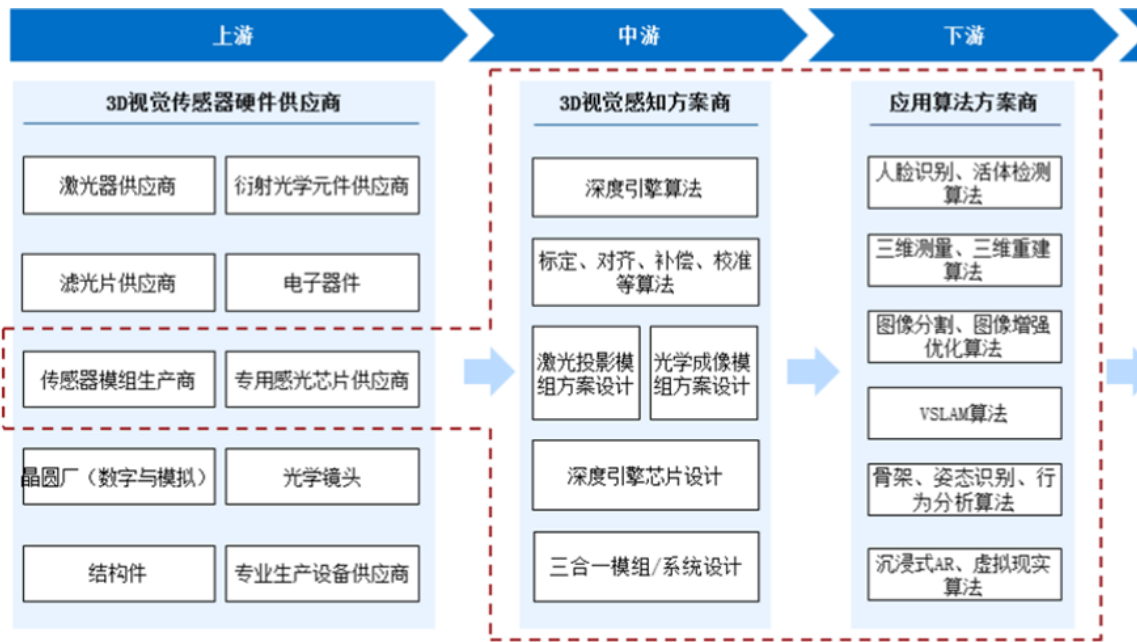 上游
中游
下游
3D视觉传感器硬件供应商
激光器供应商
衍射光学元件供应商
滤光片供应商
电子器件
传感器模组生产商
专用感光芯片供应商
晶圆厂（数字与模拟）
光学镜头
结构件
专业生产设备供应商
3D视觉感知方案商
深度引擎算法
标定、对齐、补偿、校准
等算法
激光投影模
组方案设计
光学成像模
组方案设计
深度引擎芯片设计
三合一模组/系统设计
应用算法方案商
人脸识别、活体检测
算法
三维测量、三维重建
算法
图像分割、图像增强
优化算法
VSLAM算法
骨架、姿态识别、行
为分析算法
沉浸式AR、虚拟现实
算法